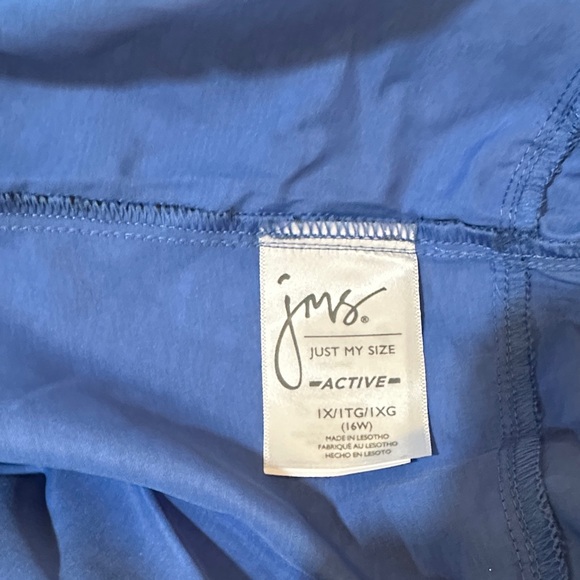 jms®
JUST MY SIZE
ACTIVE
1X/1TG/1XG
(16W)
MADE IN LESOTHO
FABRIQUÉ AU LESOTHO
HECHO EN LESOTO